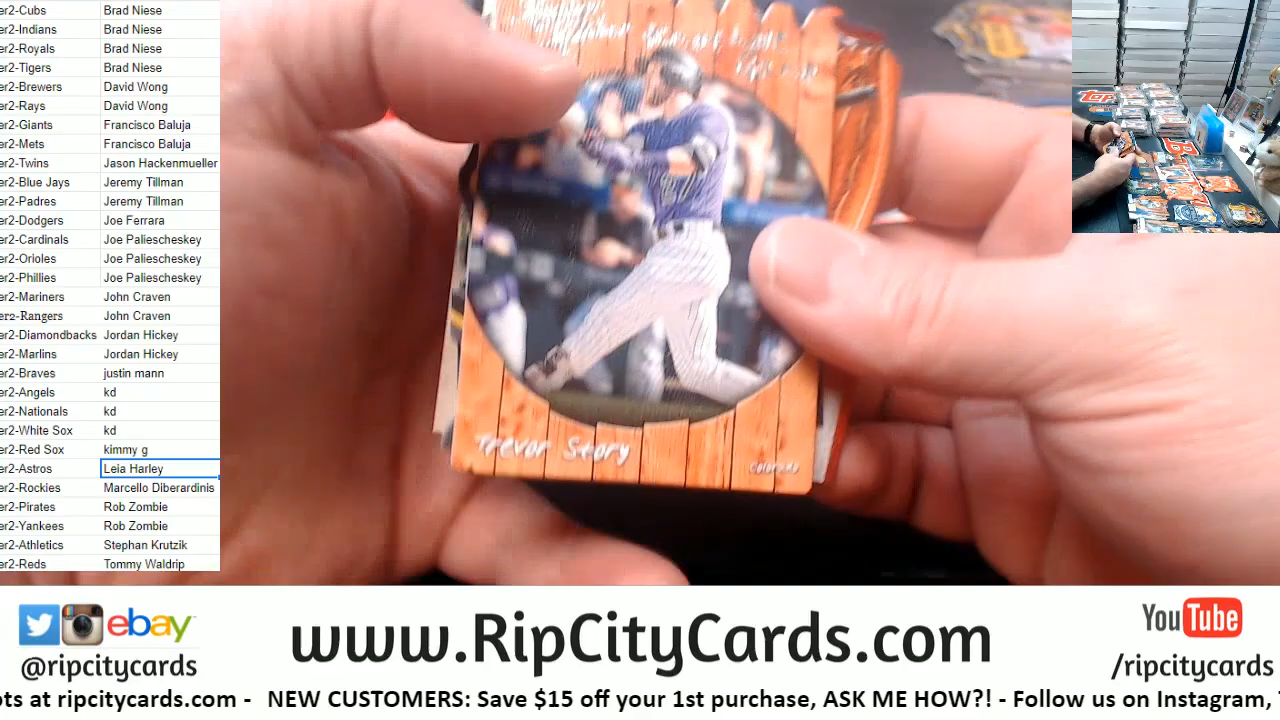 er2-Cubs Brad Niese
er2-Indians Brad Niese
er2-Royals Brad Niese
er2-Tigers Brad Niese
er2-Brewers David Wong
er2-Rays David Wong
er2-Giants Francisco Baluja
er2-Mets Francisco Baluja
er2-Twins Jason Hackenmueller
er2-Blue Jays Jeremy Tillman
er2-Padres Jeremy Tillman
er2-Dodgers Joe Ferrara
er2-Cardinals Joe Paliescheskey
er2-Orioles Joe Paliescheskey
er2-Phillies Joe Paliescheskey
er2-Mariners John Craven
er2-Rangers John Craven
er2-Diamondbacks Jordan Hickey
er2-Marlins Jordan Hickey
er2-Braves justin mann
er2-Angels kd
er2-Nationals kd
er2-White Sox kd
er2-Red Sox kimmy g
er2-Astros Leia Harley
er2-Rockies Marcello Diberardinis
er2-Pirates Rob Zombie
er2-Yankees Rob Zombie
er2-Athletics Stephan Krutzik
er2-Reds Tommy Waldrip
27
Trevor Story
Colorado
topps
ebay
@ripcitycards
www.RipCityCards.com
YouTube
/ripcitycards
ots at ripcitycards.com - NEW CUSTOMERS: Save $15 off your 1st purchase, ASK ME HOW?! - Follow us on Instagram,